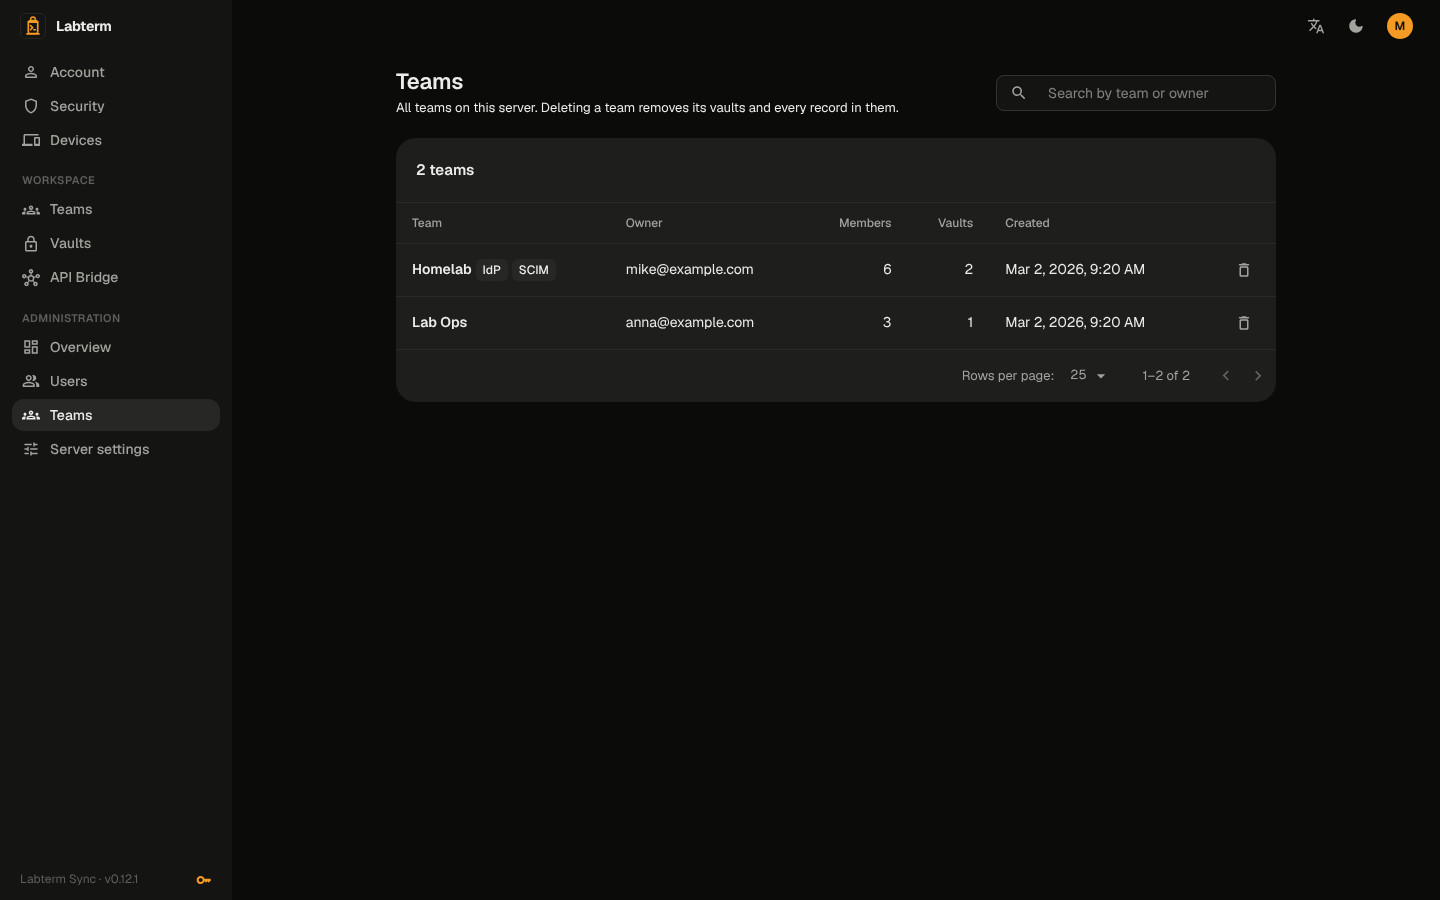 Labterm
M
Account
Security
Devices
WORKSPACE
Teams
Vaults
API Bridge
ADMINISTRATION
Overview
Users
Teams
Server settings
Labterm Sync · v0.12.1
Teams
All teams on this server. Deleting a team removes its vaults and every record in them.
Search by team or owner
2 teams
Team Owner Members Vaults Created
Homelab IdP SCIM mike@example.com 6 2 Mar 2, 2026, 9:20 AM
Lab Ops anna@example.com 3 1 Mar 2, 2026, 9:20 AM
Rows per page: 25 1–2 of 2